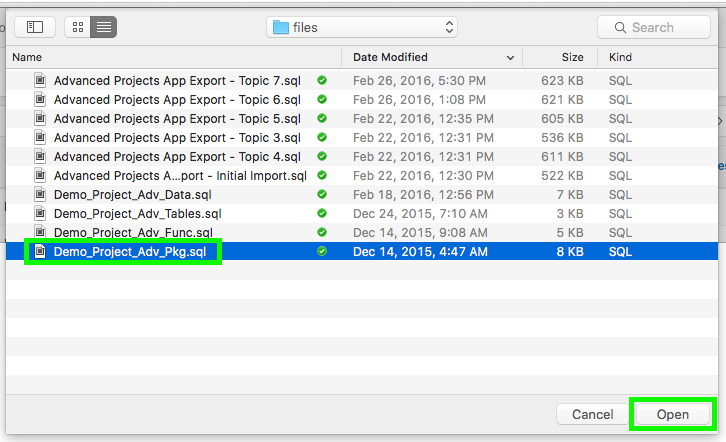 files
Search
Name Date Modified Size Kind
Advanced Projects App Export - Topic 7.sql Feb 26, 2016, 5:30 PM 623 KB SQL
Advanced Projects App Export - Topic 6.sql Feb 26, 2016, 1:08 PM 621 KB SQL
Advanced Projects App Export - Topic 5.sql Feb 22, 2016, 12:35 PM 605 KB SQL
Advanced Projects App Export - Topic 3.sql Feb 22, 2016, 12:31 PM 536 KB SQL
Advanced Projects App Export - Topic 4.sql Feb 22, 2016, 12:31 PM 611 KB SQL
Advanced Projects A...port - Initial Import.sql Feb 22, 2016, 12:30 PM 522 KB SQL
Demo_Project_Adv_Data.sql Feb 18, 2016, 12:56 PM 7 KB SQL
Demo_Project_Adv_Tables.sql Dec 24, 2015, 7:10 AM 3 KB SQL
Demo_Project_Adv_Func.sql Dec 14, 2015, 9:08 AM 5 KB SQL
Demo_Project_Adv_Pkg.sql Dec 14, 2015, 4:47 AM 8 KB SQL
Cancel Open